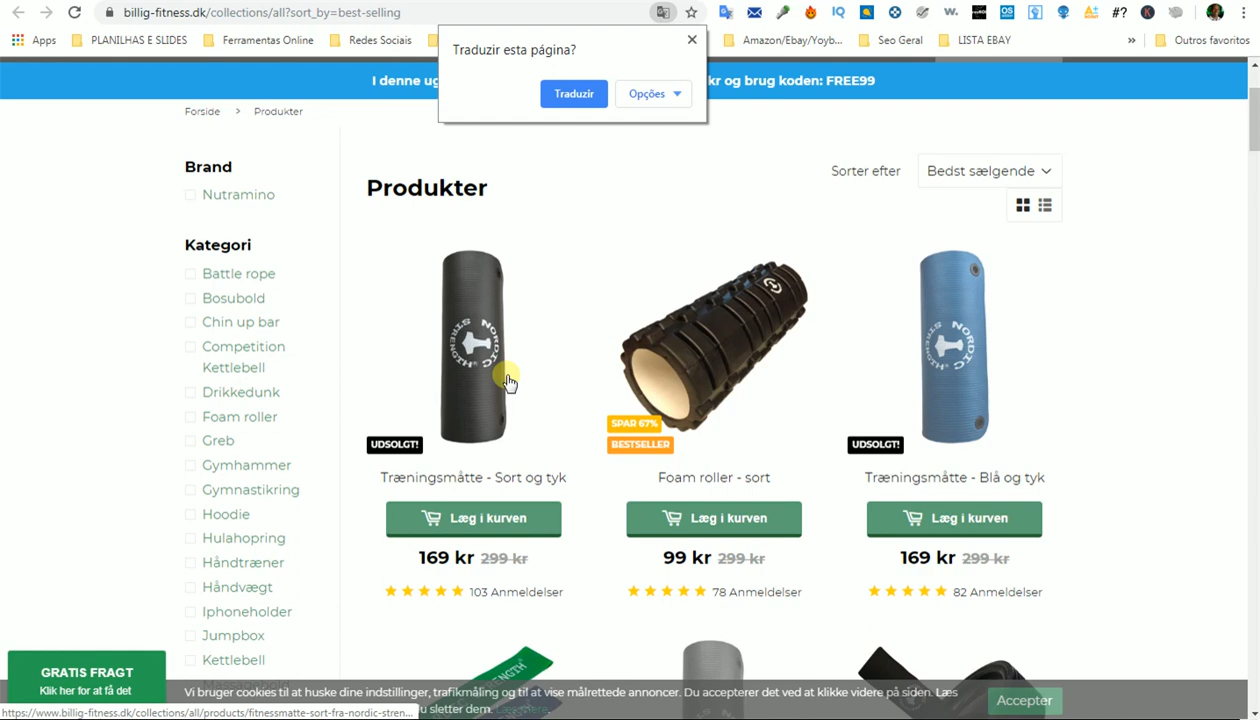 billig-fitness.dk/collections/all?sort_by=best-selling
Apps PLANILHAS E SLIDES Ferramentas Online Redes Sociais Amazon/Ebay/Yoyb... Seo Geral LISTA EBAY » Outros favoritos
Traduzir esta página?
Traduzir Opções
I denne ug kr og brug koden: FREE99
Forside > Produkter
Brand
Nutramino
Kategori
Battle rope
Bosubold
Chin up bar
Competition
Kettlebell
Drikkedunk
Foam roller
Greb
Gymhammer
Gymnastikring
Hoodie
Hulahopring
Håndtræner
Håndvægt
Iphoneholder
Jumpbox
Kettlebell
Produkter
Sorter efter Bedst sælgende
NORDIC STRENGTH
NORDIC STRENGTH
UDSOLGT!
SPAR 67%
BESTSELLER
UDSOLGT!
Træningsmåtte - Sort og tyk
Læg i kurven
169 kr 299 kr
103 Anmeldelser
Foam roller - sort
Læg i kurven
99 kr 299 kr
78 Anmeldelser
Træningsmåtte - Blå og tyk
Læg i kurven
169 kr 299 kr
82 Anmeldelser
GRATIS FRAGT
Klik her for at få det
Vi bruger cookies til at huske dine indstillinger, trafikmåling og til at vise målrettede annoncer. Du accepterer det ved at klikke videre på siden. Læs
u sletter dem. Læs mere.
Accepter
https://www.billig-fitness.dk/collections/all/products/fitnessmatte-sort-fra-nordic-stren...